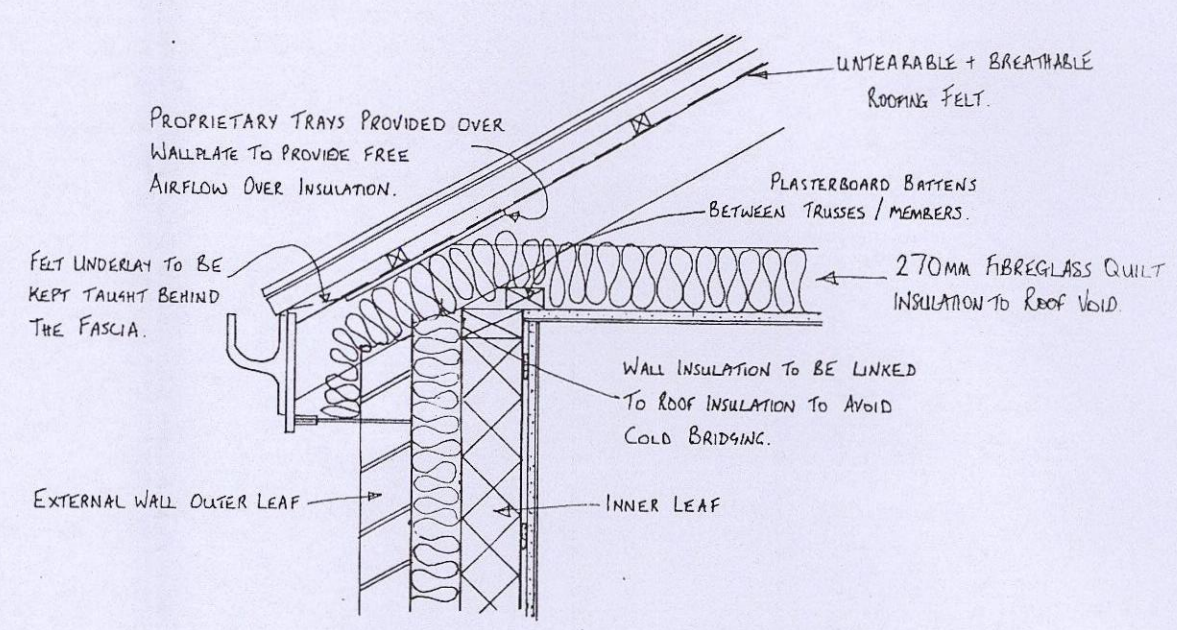 UNTEARABLE + BREATHABLE
ROOFING FELT.
PROPRIETARY TRAYS PROVIDED OVER
WALLPLATE TO PROVIDE FREE
AIRFLOW OVER INSULATION.
PLASTERBOARD BATTENS
BETWEEN TRUSSES / MEMBERS.
FELT UNDERLAY TO BE
KEPT TAUGHT BEHIND
THE FASCIA.
270MM FIBREGLASS QUILT
INSULATION TO ROOF VOID.
WALL INSULATION TO BE LINKED
TO ROOF INSULATION TO AVOID
COLD BRIDGING.
EXTERNAL WALL OUTER LEAF
INNER LEAF